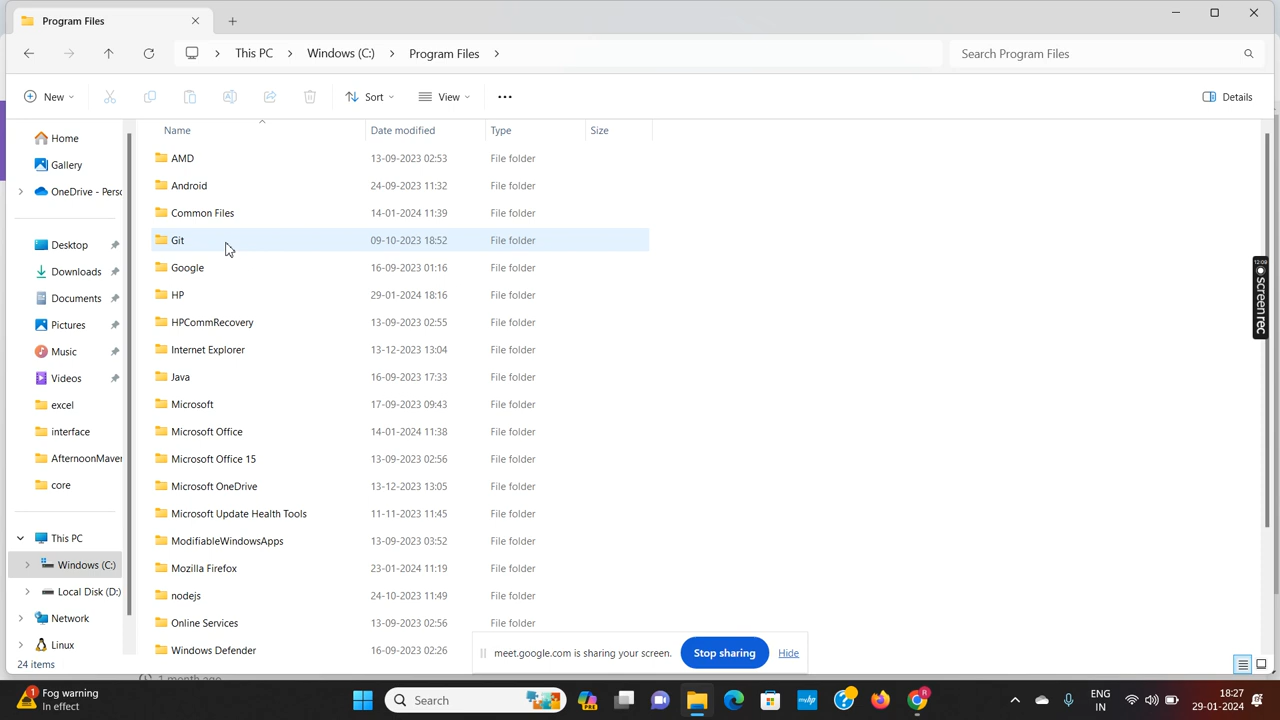 Program Files
This PC > Windows (C:) > Program Files >
Search Program Files
New
Sort
View
Details
Name Date modified Type Size
Home
Gallery
OneDrive - Perso
Desktop
Downloads
Documents
Pictures
Music
Videos
excel
interface
AfternoonMaven
core
This PC
Windows (C:)
Local Disk (D:)
Network
Linux
AMD 13-09-2023 02:53 File folder
Android 24-09-2023 11:32 File folder
Common Files 14-01-2024 11:39 File folder
Git 09-10-2023 18:52 File folder
Google 16-09-2023 01:16 File folder
HP 29-01-2024 18:16 File folder
HPCommRecovery 13-09-2023 02:55 File folder
Internet Explorer 13-12-2023 13:04 File folder
Java 16-09-2023 17:33 File folder
Microsoft 17-09-2023 09:43 File folder
Microsoft Office 14-01-2024 11:38 File folder
Microsoft Office 15 13-09-2023 02:56 File folder
Microsoft OneDrive 13-12-2023 13:05 File folder
Microsoft Update Health Tools 11-11-2023 11:45 File folder
ModifiableWindowsApps 13-09-2023 03:52 File folder
Mozilla Firefox 23-01-2024 11:19 File folder
nodejs 24-10-2023 11:49 File folder
Online Services 13-09-2023 02:56 File folder
Windows Defender 16-09-2023 02:26 File folder
12:08
screenrec
meet.google.com is sharing your screen.
Stop sharing
Hide
24 items
1 month ago
1
Fog warning
In effect
Search
PRE
myhp
R
ENG
IN
18:27
29-01-2024